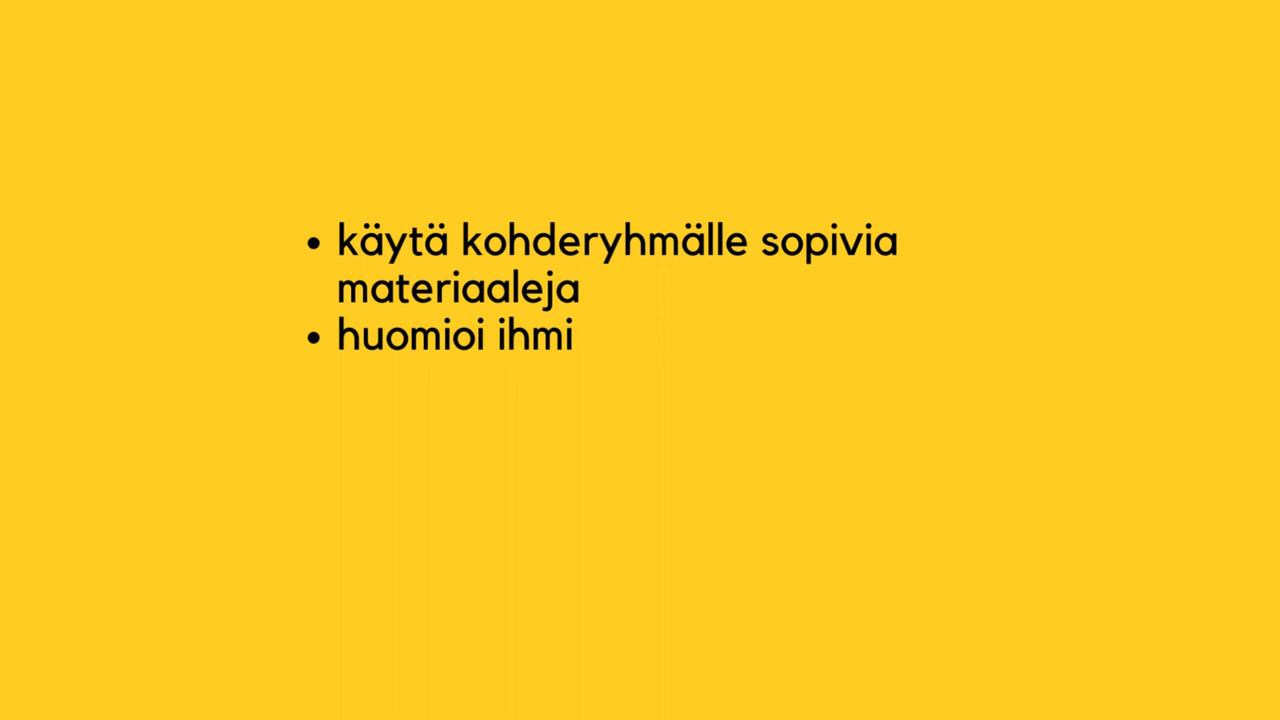 • käytä kohderyhmälle sopivia
materiaaleja
• huomioi ihmi